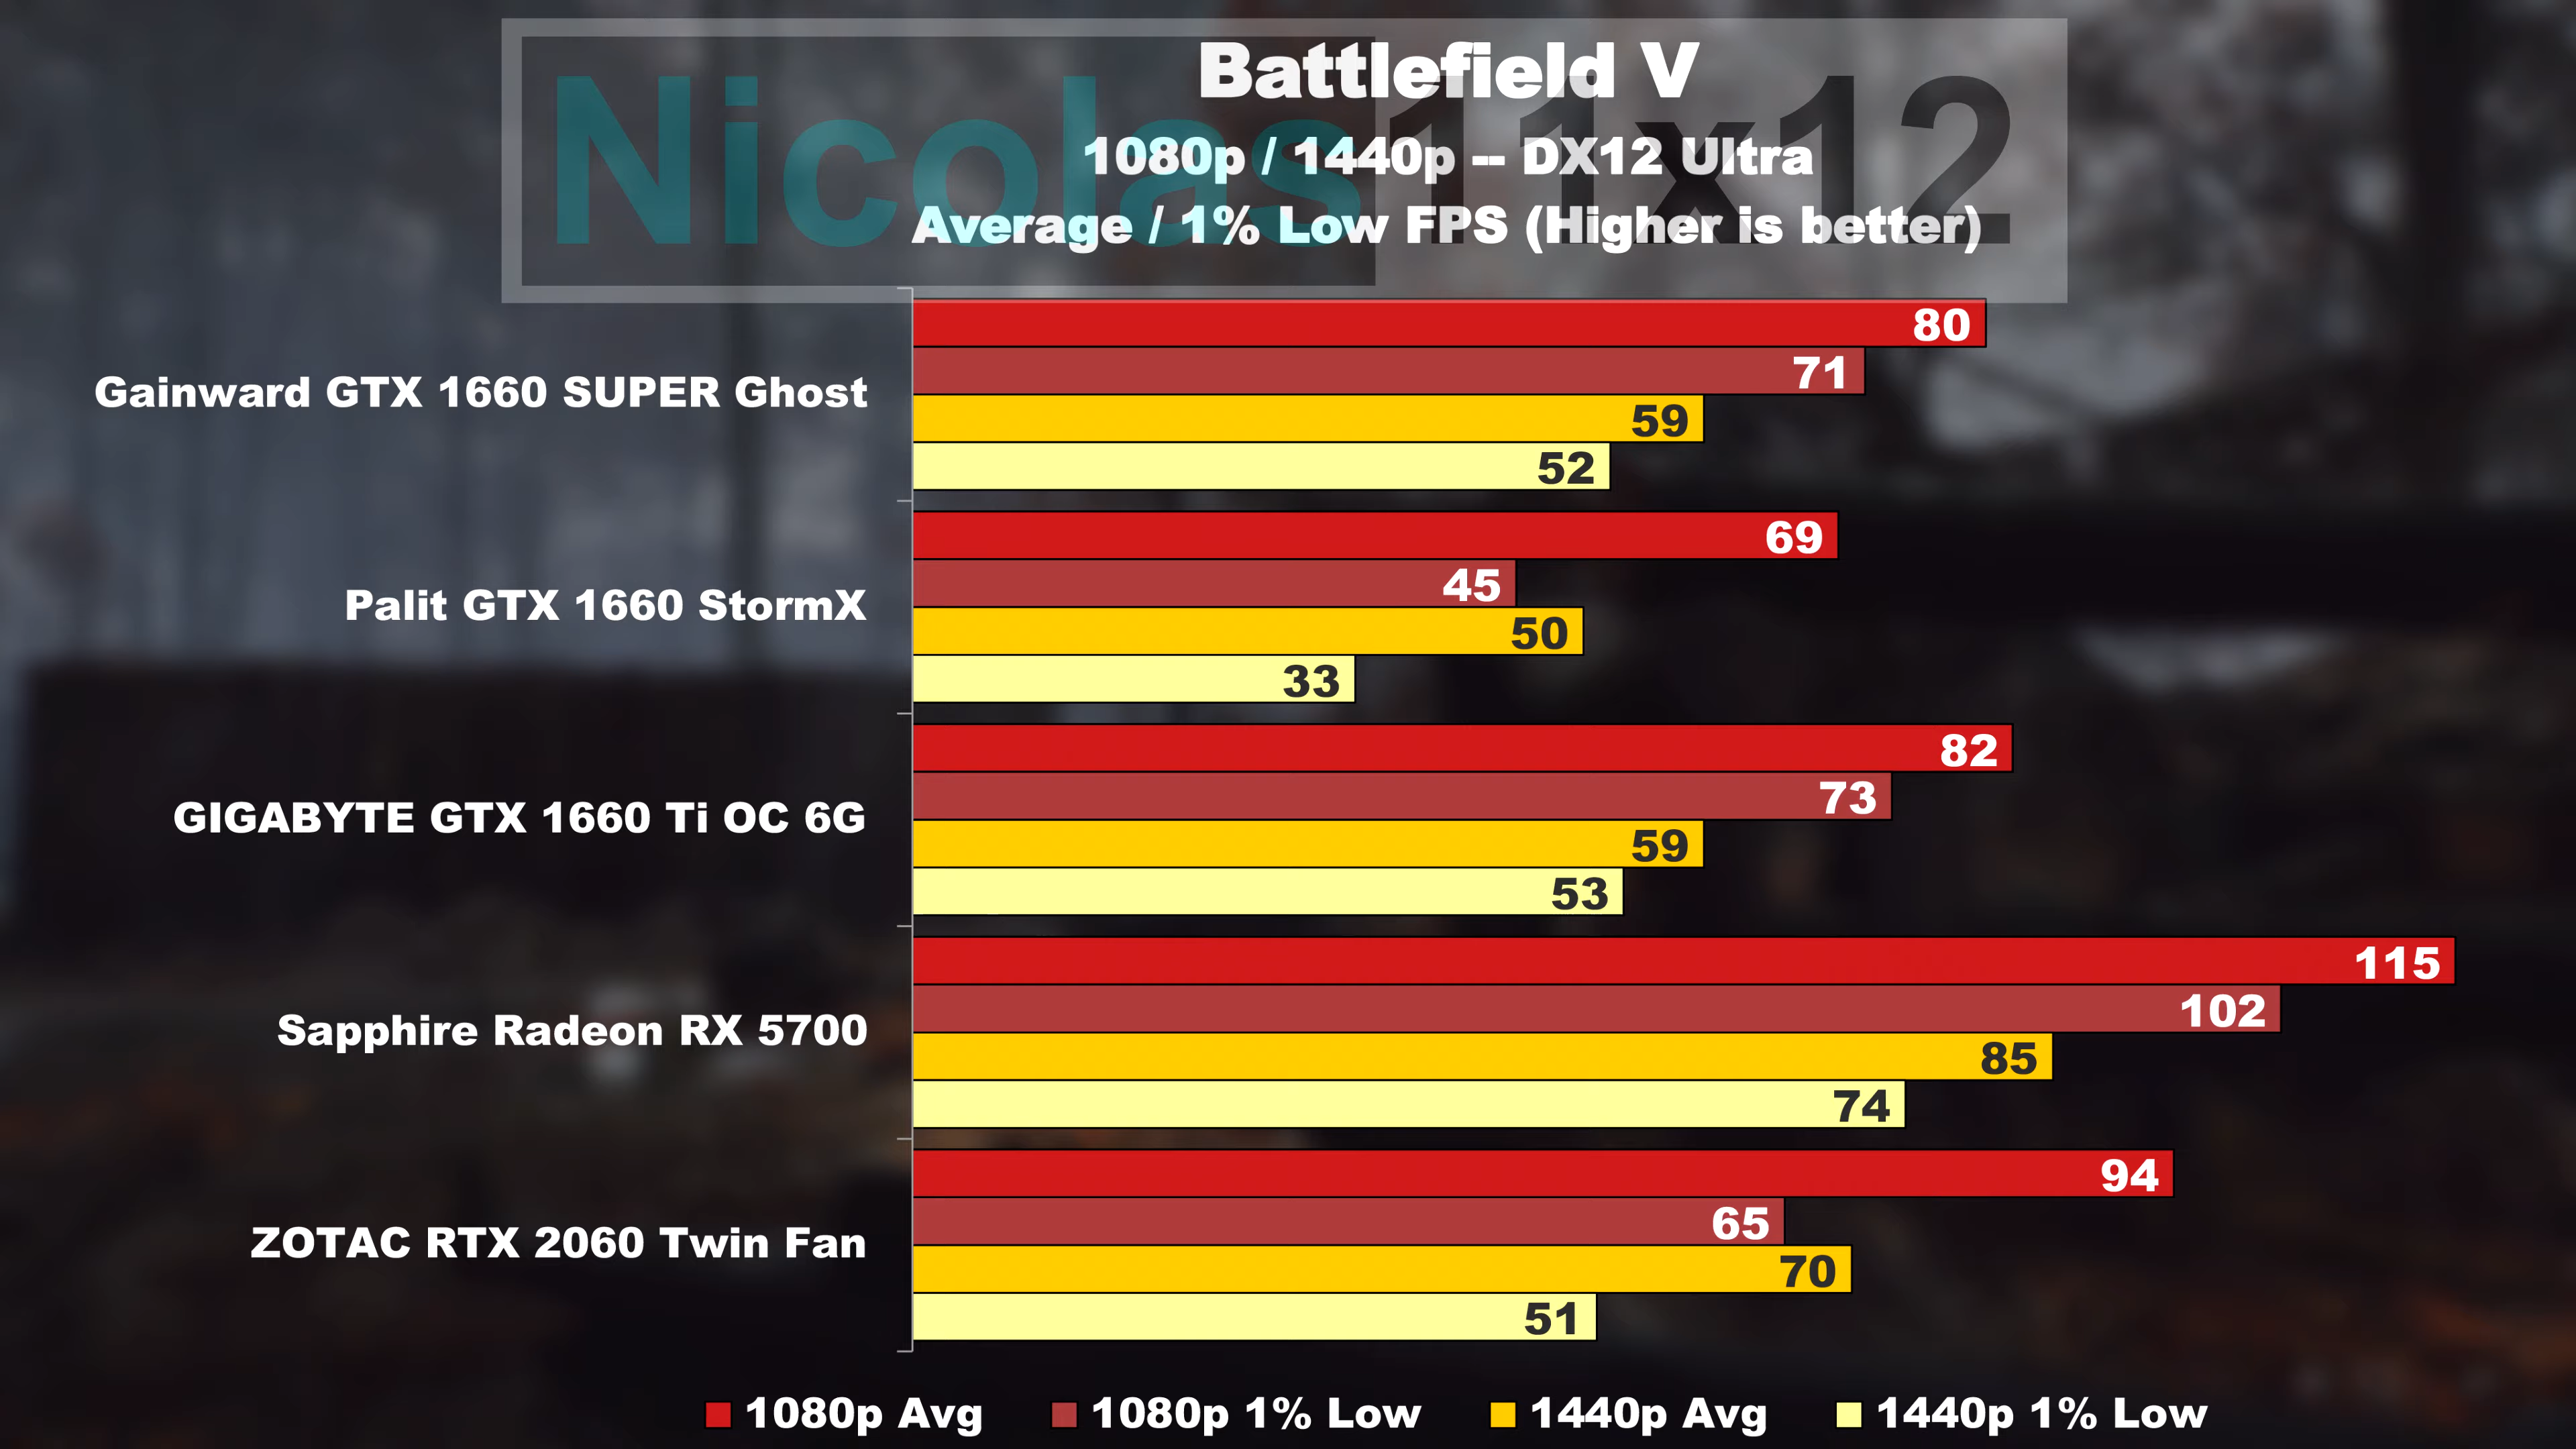 Nicolas11x12
Battlefield V
1080p / 1440p -- DX12 Ultra
Average / 1% Low FPS (Higher is better)
Gainward GTX 1660 SUPER Ghost
80
71
59
52
Palit GTX 1660 StormX
69
45
50
33
GIGABYTE GTX 1660 Ti OC 6G
82
73
59
53
Sapphire Radeon RX 5700
115
102
85
74
ZOTAC RTX 2060 Twin Fan
94
65
70
51
1080p Avg 1080p 1% Low 1440p Avg 1440p 1% Low